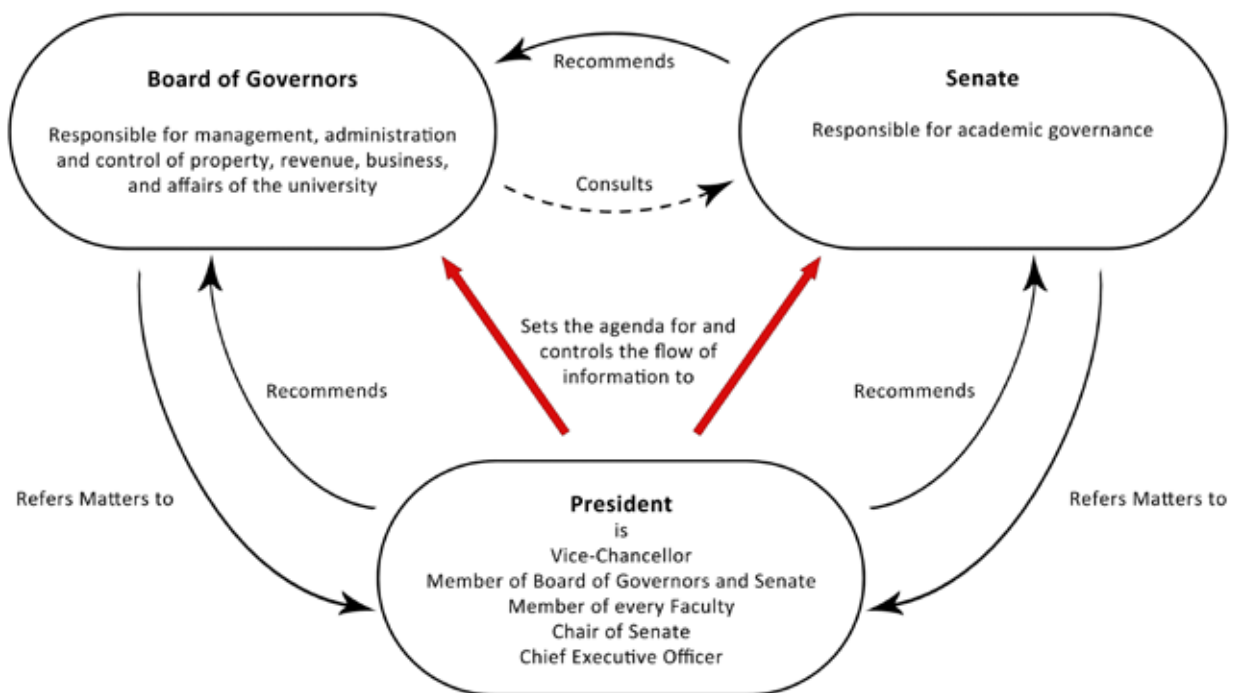 Board of Governors
Responsible for management, administration
and control of property, revenue, business,
and affairs of the university
Recommends
Consults
Senate
Responsible for academic governance
Sets the agenda for and
controls the flow of
information to
Recommends
Recommends
Refers Matters to
Refers Matters to
President
is
Vice-Chancellor
Member of Board of Governors and Senate
Member of every Faculty
Chair of Senate
Chief Executive Officer